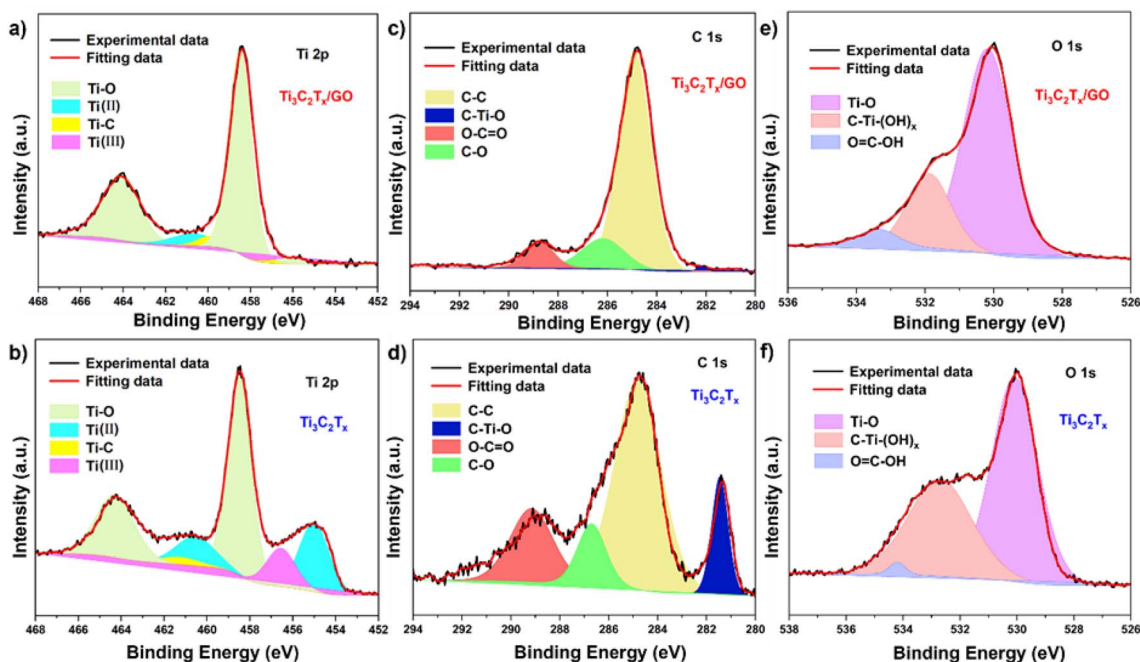 a)
Experimental data
Fitting data
Ti 2p
Ti-O
Ti(II)
Ti-C
Ti(III)
Ti₃C₂Tₓ/GO
Intensity (a.u.)
468 466 464 462 460 458 456 454 452
Binding Energy (eV)
c)
Experimental data
Fitting data
C 1s
C-C
C-Ti-O
O-C=O
C-O
Ti₃C₂Tₓ/GO
Intensity (a.u.)
294 292 290 288 286 284 282 280
Binding Energy (eV)
e)
Experimental data
Fitting data
O 1s
Ti-O
C-Ti-(OH)ₓ
O=C-OH
Ti₃C₂Tₓ/GO
Intensity (a.u.)
536 534 532 530 528 526
Binding Energy (eV)
b)
Experimental data
Fitting data
Ti 2p
Ti-O
Ti(II)
Ti-C
Ti(III)
Ti₃C₂Tₓ
Intensity (a.u.)
468 466 464 462 460 458 456 454 452
Binding Energy (eV)
d)
Experimental data
Fitting data
C 1s
C-C
C-Ti-O
O-C=O
C-O
Ti₃C₂Tₓ
Intensity (a.u.)
294 292 290 288 286 284 282 280
Binding Energy (eV)
f)
Experimental data
Fitting data
O 1s
Ti-O
C-Ti-(OH)ₓ
O=C-OH
Ti₃C₂Tₓ
Intensity (a.u.)
538 536 534 532 530 528 526
Binding Energy (eV)